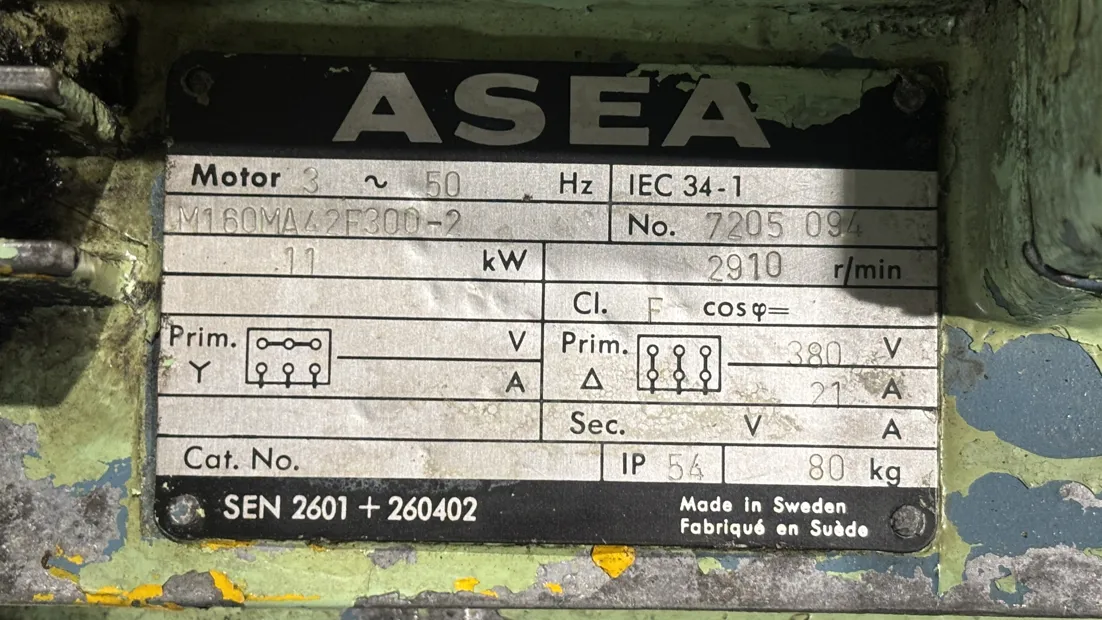 ASEA
Motor 3 ~ 50 Hz IEC 34-1
M160MA42F300-2 No. 7205 094
11 kW 2910 r/min
Cl. F cosφ=
Prim. Y V Prim. Δ 380 V
A 21 A
Sec. V A
Cat. No. IP 54 80 kg
SEN 2601 + 260402
Made in Sweden
Fabriqué en Suède